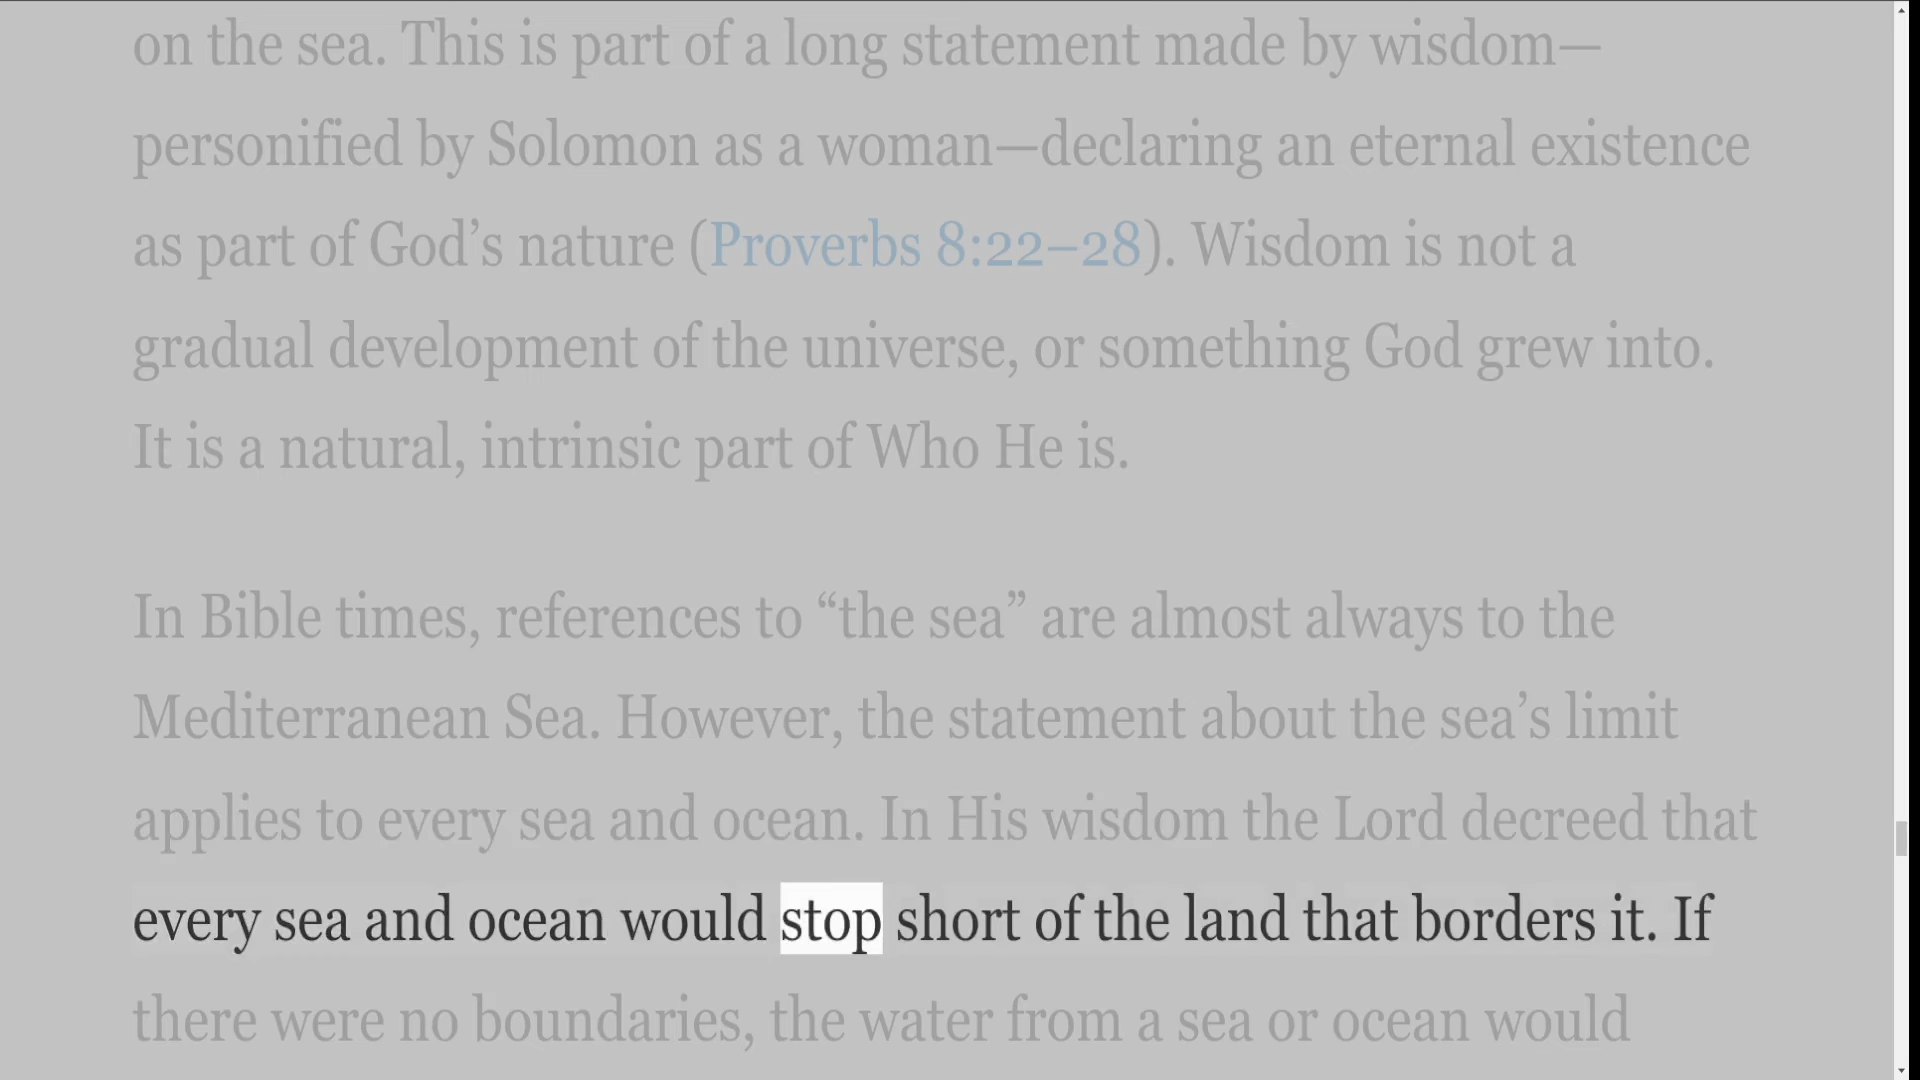 on the sea. This is part of a long statement made by wisdom—
personified by Solomon as a woman—declaring an eternal existence
as part of God’s nature (Proverbs 8:22–28). Wisdom is not a
gradual development of the universe, or something God grew into.
It is a natural, intrinsic part of Who He is.
In Bible times, references to “the sea” are almost always to the
Mediterranean Sea. However, the statement about the sea’s limit
applies to every sea and ocean. In His wisdom the Lord decreed that
every sea and ocean would stop short of the land that borders it. If
there were no boundaries, the water from a sea or ocean would